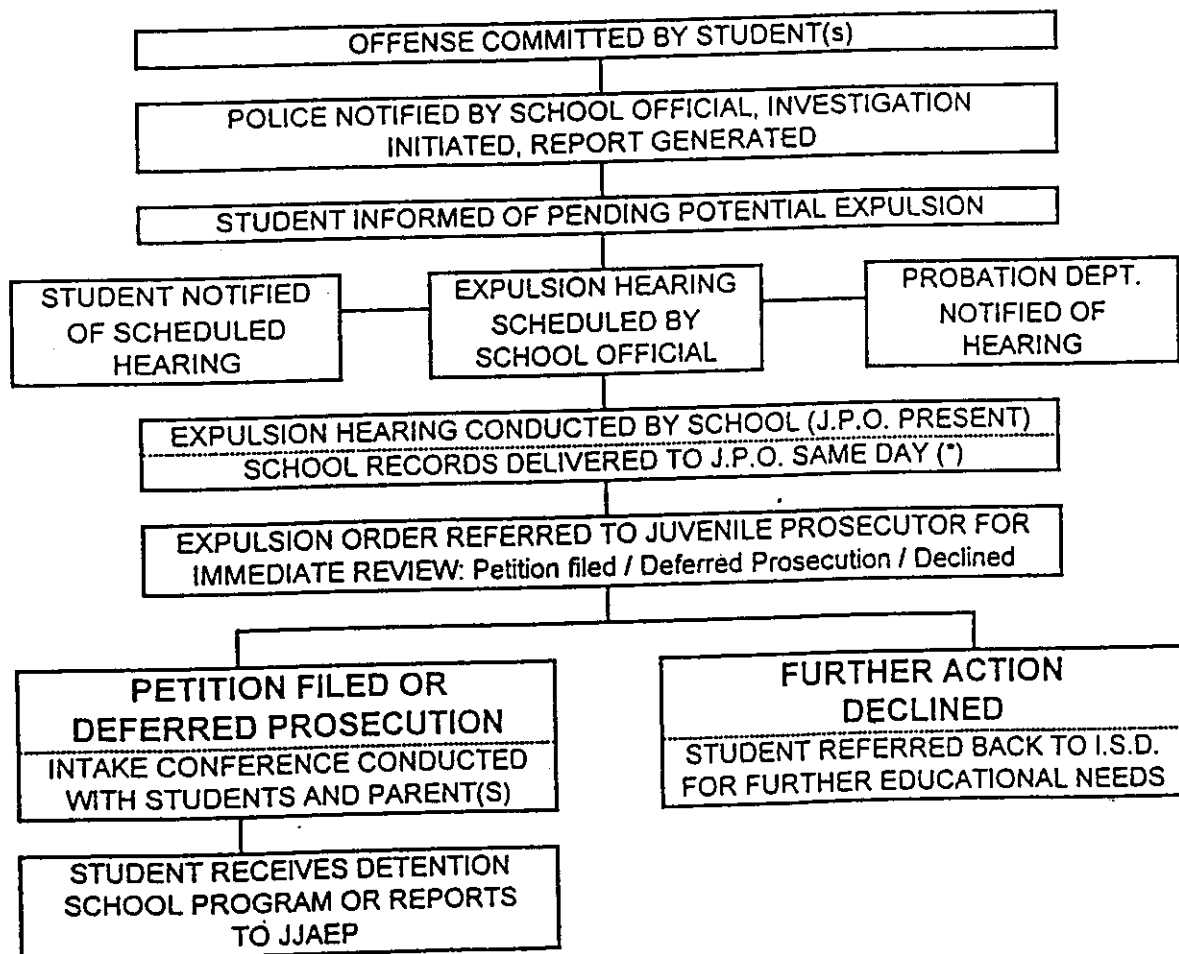 OFFENSE COMMITTED BY STUDENT(s)
POLICE NOTIFIED BY SCHOOL OFFICIAL, INVESTIGATION
INITIATED, REPORT GENERATED
STUDENT INFORMED OF PENDING POTENTIAL EXPULSION
STUDENT NOTIFIED
OF SCHEDULED
HEARING
EXPULSION HEARING
SCHEDULED BY
SCHOOL OFFICIAL
PROBATION DEPT.
NOTIFIED OF
HEARING
EXPULSION HEARING CONDUCTED BY SCHOOL (J.P.O. PRESENT)
SCHOOL RECORDS DELIVERED TO J.P.O. SAME DAY (*)
EXPULSION ORDER REFERRED TO JUVENILE PROSECUTOR FOR
IMMEDIATE REVIEW: Petition filed / Deferred Prosecution / Declined
PETITION FILED OR
DEFERRED PROSECUTION
INTAKE CONFERENCE CONDUCTED
WITH STUDENTS AND PARENT(S)
STUDENT RECEIVES DETENTION
SCHOOL PROGRAM OR REPORTS
TO JJAEP
FURTHER ACTION
DECLINED
STUDENT REFERRED BACK TO I.S.D.
FOR FURTHER EDUCATIONAL NEEDS